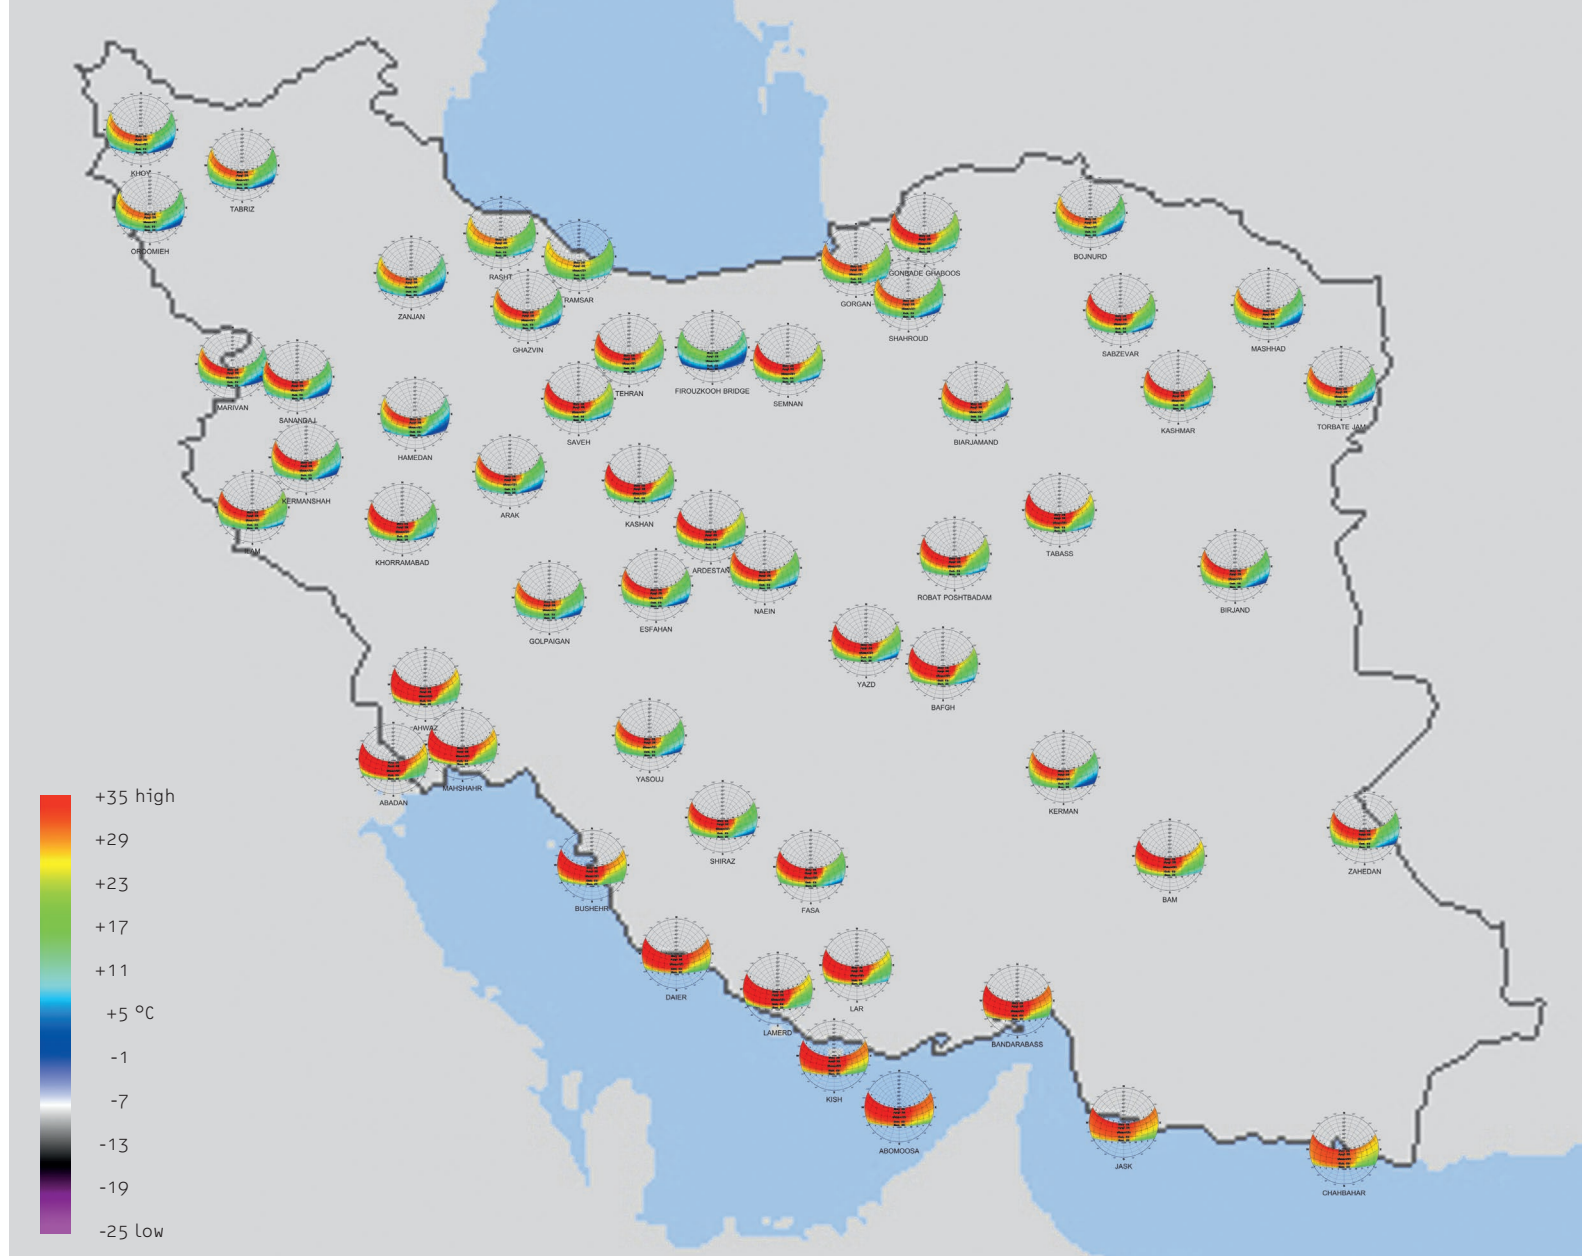 KHOY
TABRIZ
OROOMIEH
RASHT
RAMSAR
ZANJAN
GHAZVIN
GONBADE GHABOOS
GORGAN
SHAHROUD
BOJNURD
SABZEVAR
MASHHAD
TEHRAN
FIROUZKOOH BRIDGE
SEMNAN
MARIVAN
SANANDAJ
HAMEDAN
SAVEH
BIARJAMAND
KASHMAR
TORBATE JAM
KERMANSHAH
ILAM
KHORRAMABAD
ARAK
KASHAN
ARDESTAN
NAEIN
TABASS
ROBAT POSHTBADAM
BIRJAND
GOLPAIGAN
ESFAHAN
YAZD
BAFGH
AHWAZ
ABADAN
MAHSHAHR
YASOUJ
KERMAN
SHIRAZ
FASA
BAM
ZAHEDAN
BUSHEHR
DAIER
LAMERD
LAR
BANDARABASS
KISH
ABOMOOSA
JASK
CHAHBAHAR
+35 high
+29
+23
+17
+11
+5 °C
-1
-7
-13
-19
-25 low